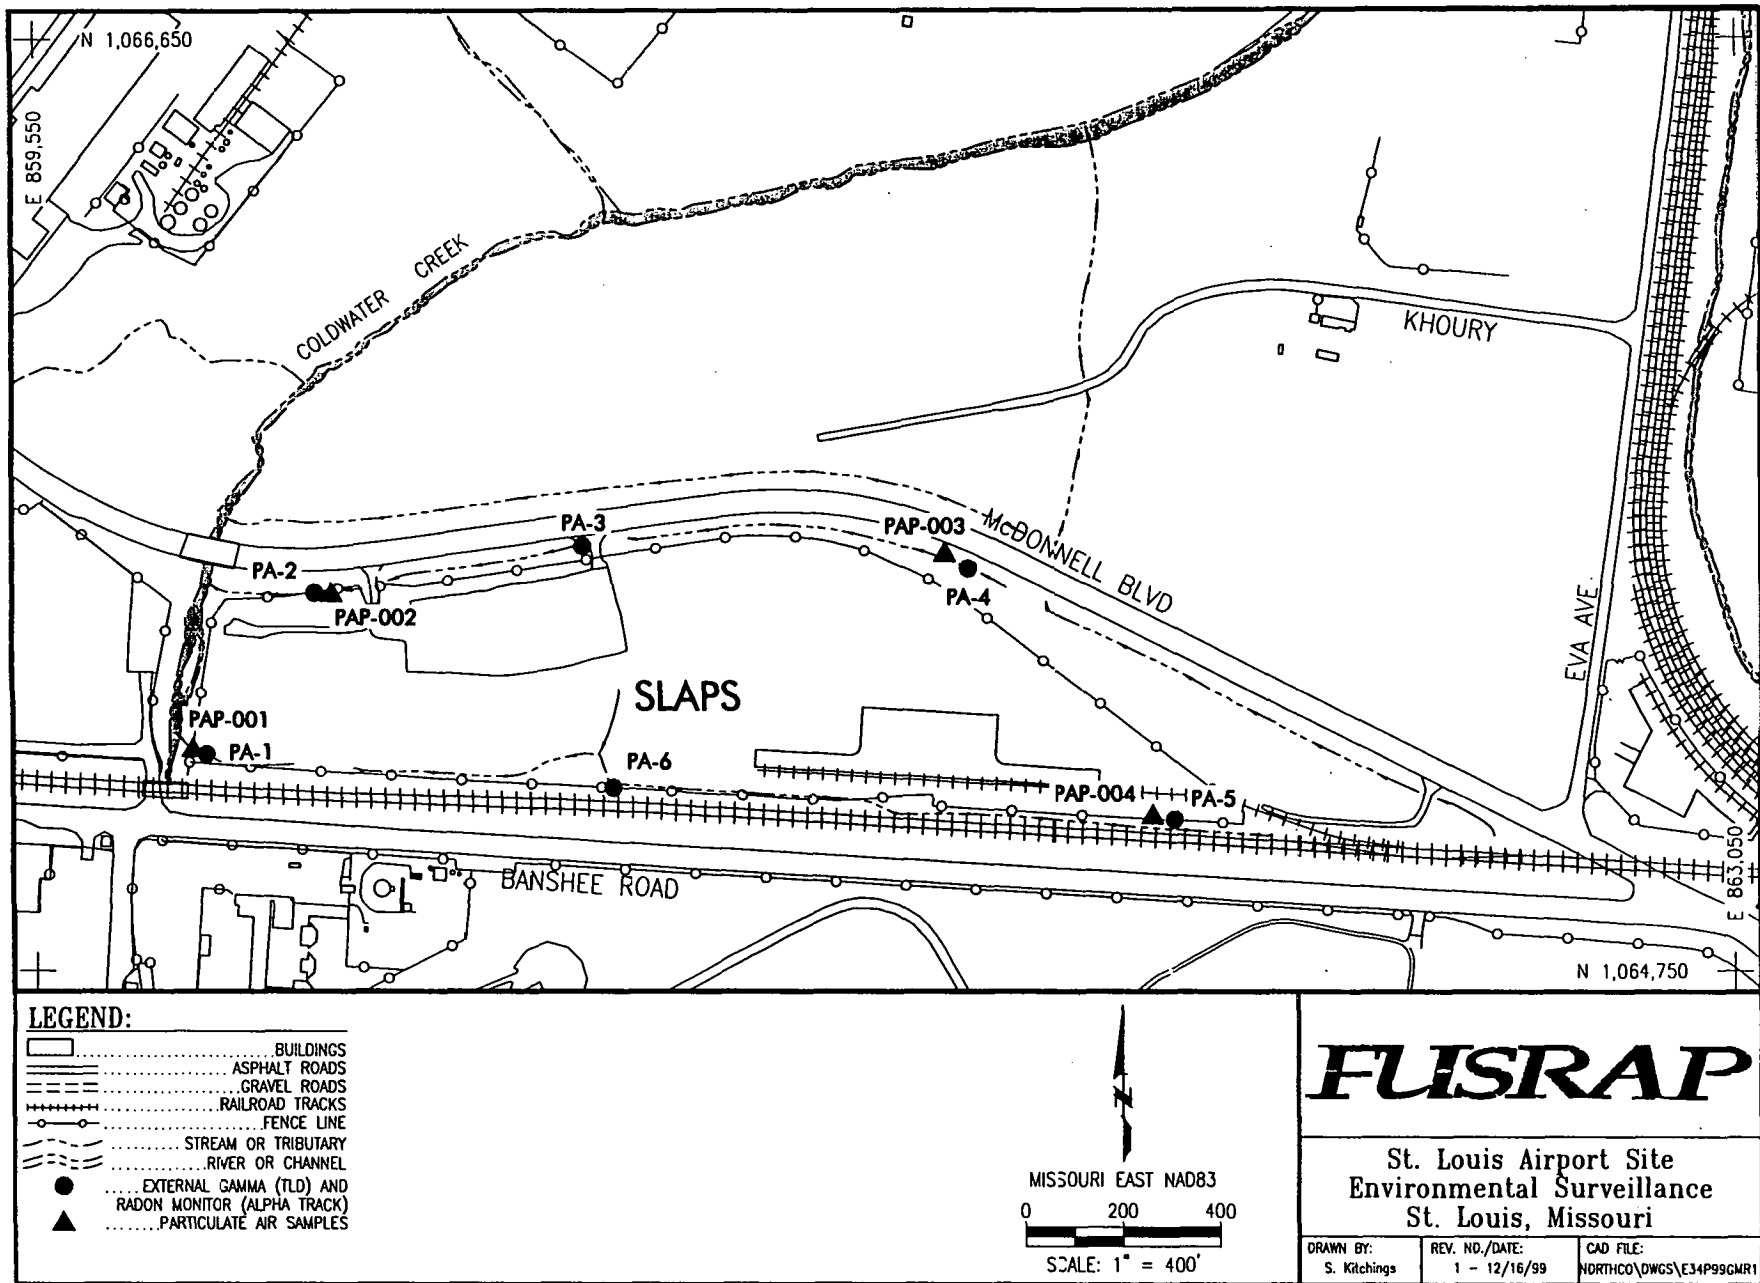 N 1,066,650
E 859,550
COLDWATER CREEK
KHOURY
PA-3
PAP-003
McDONNELL BLVD
PA-2
PA-4
PAP-002
EVA AVE.
SLAPS
PAP-001
PA-1
PA-6
PAP-004
PA-5
BANSHEE ROAD
E 863,050
N 1,064,750
LEGEND:
BUILDINGS
ASPHALT ROADS
GRAVEL ROADS
RAILROAD TRACKS
FENCE LINE
STREAM OR TRIBUTARY
RIVER OR CHANNEL
EXTERNAL GAMMA (TLD) AND
RADON MONITOR (ALPHA TRACK)
PARTICULATE AIR SAMPLES
N
MISSOURI EAST NAD83
0 200 400
SCALE: 1" = 400'
FUSRAP
St. Louis Airport Site
Environmental Surveillance
St. Louis, Missouri
DRAWN BY:
S. Kitchings
REV. NO./DATE:
1 - 12/16/99
CAD FILE:
NORTHCO\DWGS\E34P99GMR1